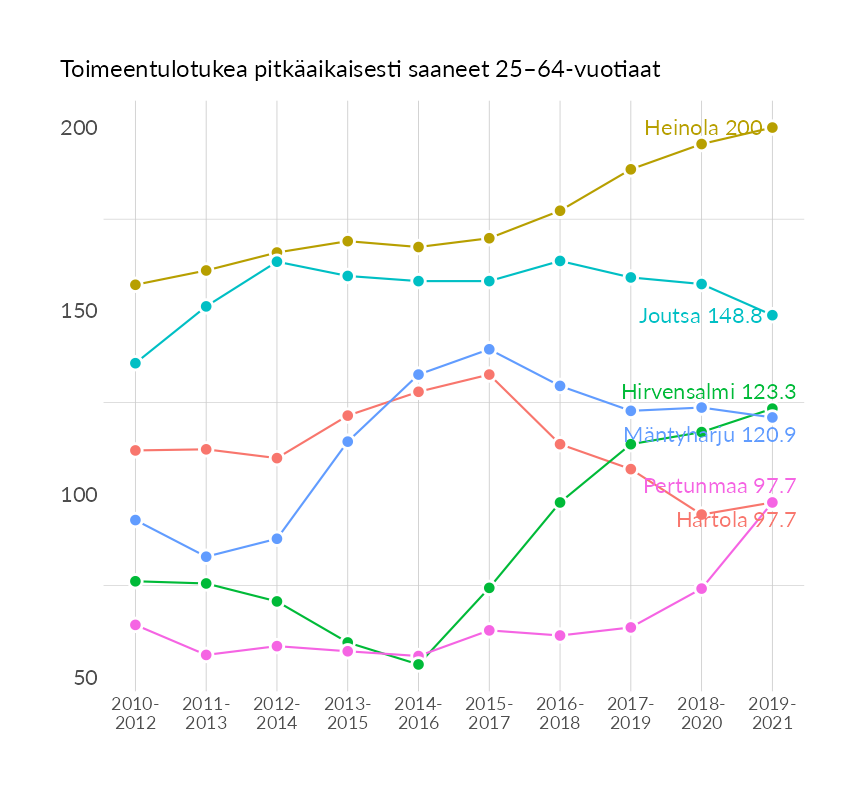 Toimeentulotukea pitkäaikaisesti saaneet 25–64-vuotiaat
200
Heinola 200
150
Joutsa 148.8
Hirvensalmi 123.3
Mäntyharju 120.9
Pertunmaa 97.7
100
Hartola 97.7
50
2010- 2011- 2012- 2013- 2014- 2015- 2016- 2017- 2018- 2019-
2012 2013 2014 2015 2016 2017 2018 2019 2020 2021